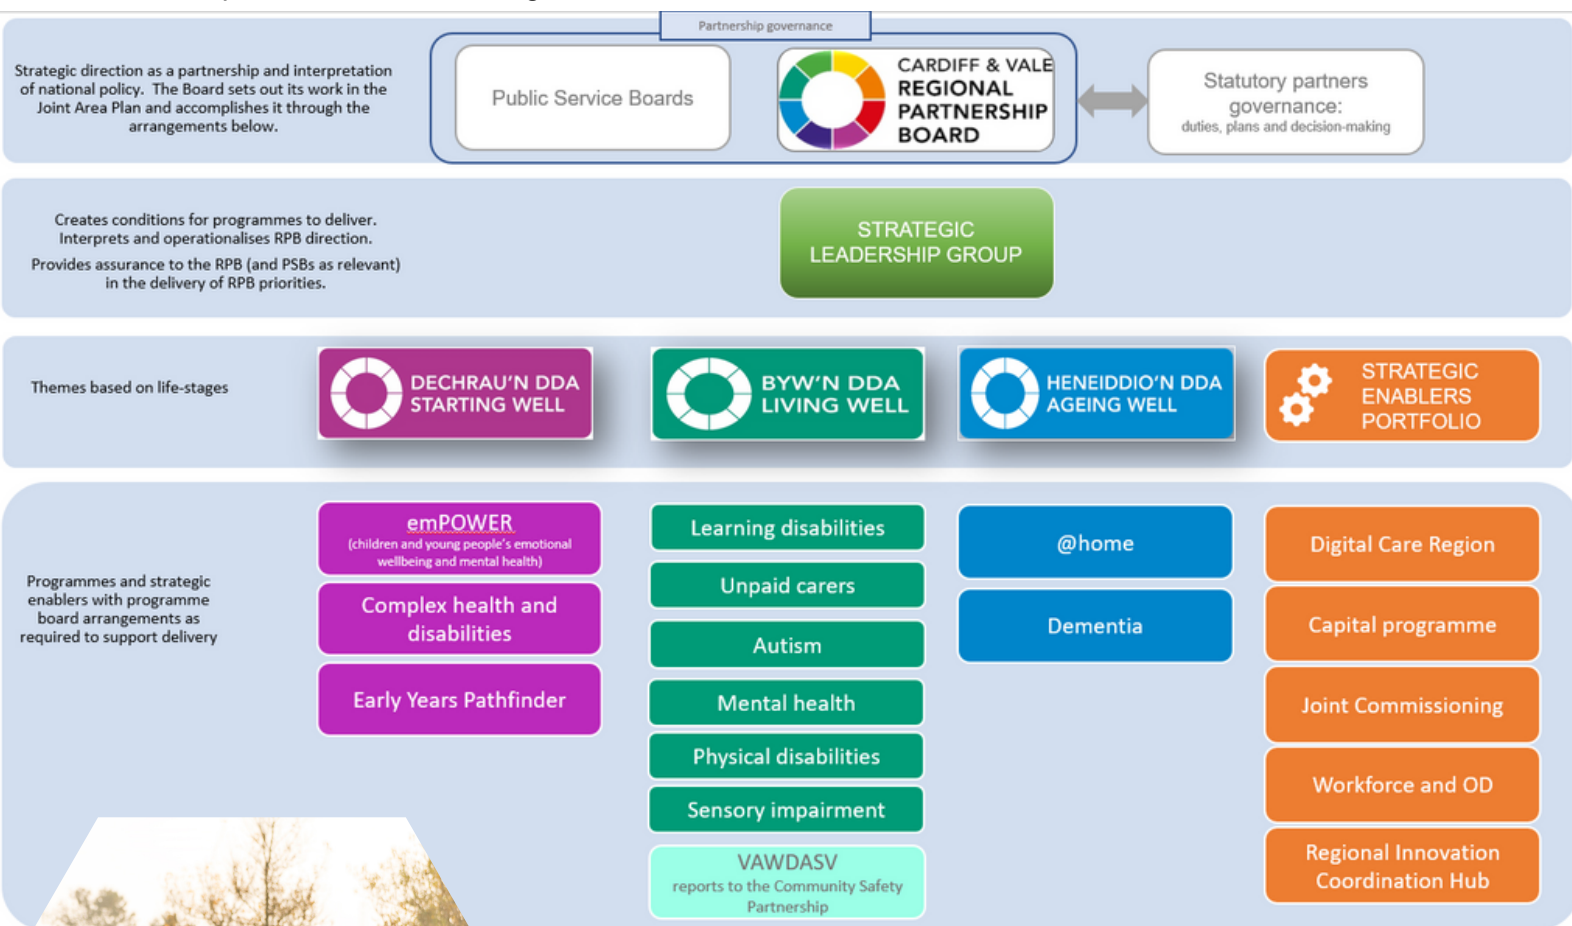 Partnership governance
Strategic direction as a partnership and interpretation
of national policy. The Board sets out its work in the
Joint Area Plan and accomplishes it through the
arrangements below.
Public Service Boards
CARDIFF & VALE
REGIONAL
PARTNERSHIP
BOARD
Statutory partners
governance:
duties, plans and decision-making
Creates conditions for programmes to deliver.
Interprets and operationalises RPB direction.
Provides assurance to the RPB (and PSBs as relevant)
in the delivery of RPB priorities.
STRATEGIC
LEADERSHIP GROUP
Themes based on life-stages
DECHRAU'N DDA
STARTING WELL
BYW'N DDA
LIVING WELL
HENEIDDIO'N DDA
AGEING WELL
STRATEGIC
ENABLERS
PORTFOLIO
Programmes and strategic
enablers with programme
board arrangements as
required to support delivery
emPOWER
(children and young people's emotional
wellbeing and mental health)
Complex health and
disabilities
Early Years Pathfinder
Learning disabilities
Unpaid carers
Autism
Mental health
Physical disabilities
Sensory impairment
VAWDASV
reports to the Community Safety
Partnership
@home
Dementia
Digital Care Region
Capital programme
Joint Commissioning
Workforce and OD
Regional Innovation
Coordination Hub